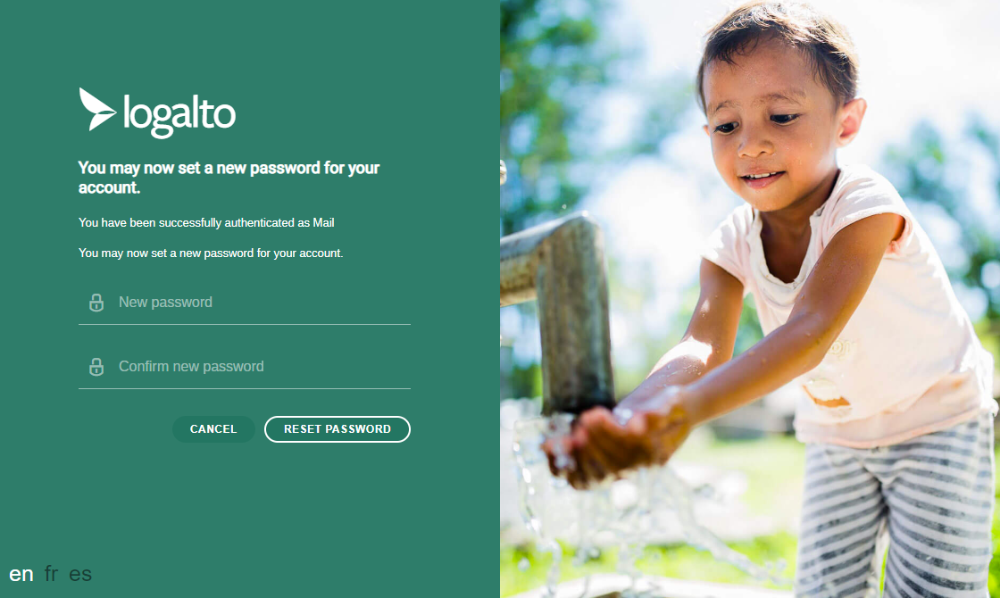 logalto
You may now set a new password for your
account.
You have been successfully authenticated as Mail
You may now set a new password for your account.
New password
Confirm new password
CANCEL RESET PASSWORD
en fr es